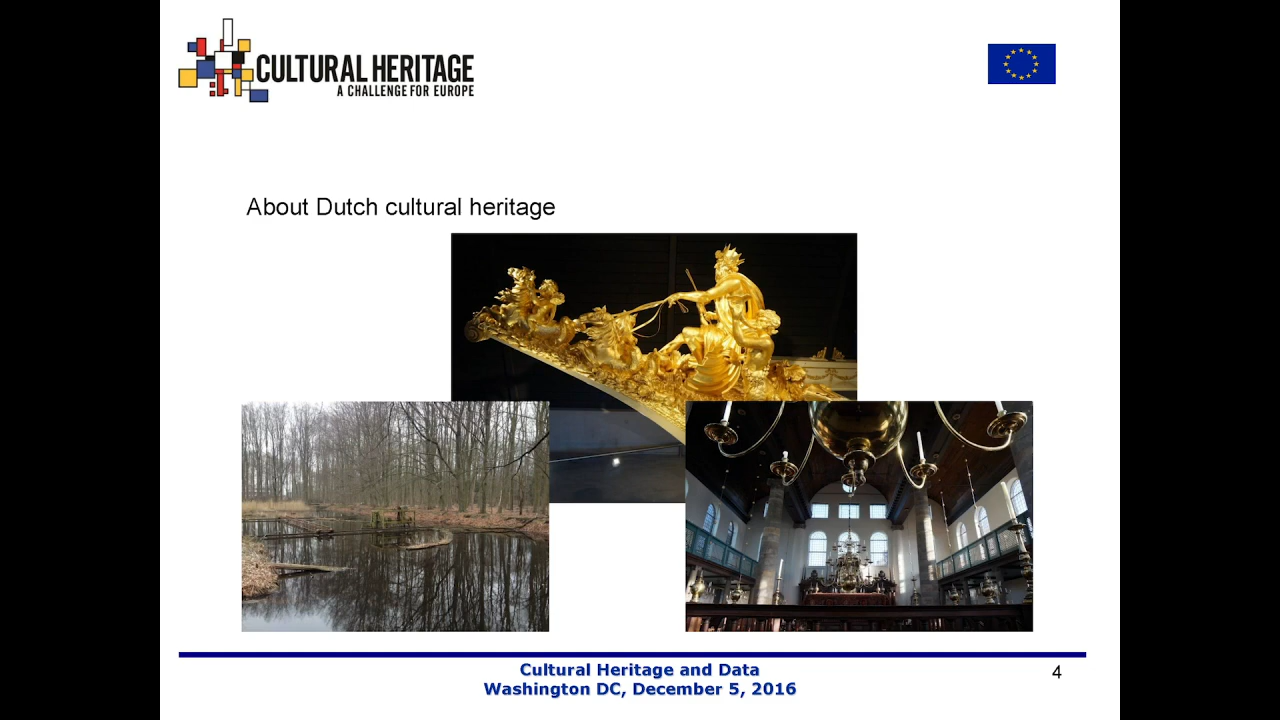 CULTURAL HERITAGE
A CHALLENGE FOR EUROPE
About Dutch cultural heritage
Cultural Heritage and Data
Washington DC, December 5, 2016
4